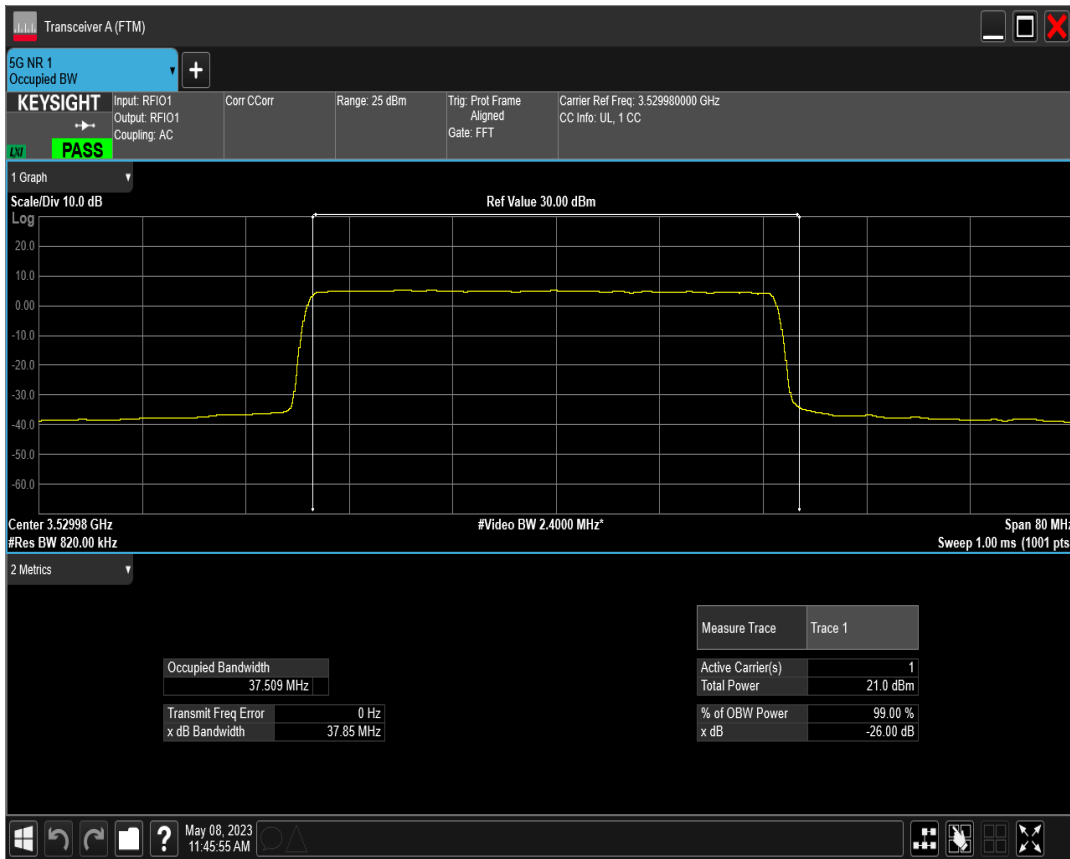 Transceiver A (FTM)
5G NR 1
Occupied BW
+
KEYSIGHT
LXI
PASS
Input: RFIO1
Output: RFIO1
Coupling: AC
Corr CCorr
Range: 25 dBm
Trig: Prot Frame
Aligned
Gate: FFT
Carrier Ref Freq: 3.529980000 GHz
CC Info: UL, 1 CC
1 Graph
Scale/Div 10.0 dB
Ref Value 30.00 dBm
Log
20.0
10.0
0.00
-10.0
-20.0
-30.0
-40.0
-50.0
-60.0
Center 3.52998 GHz
#Video BW 2.4000 MHz*
Span 80 MHz
#Res BW 820.00 kHz
Sweep 1.00 ms (1001 pts
2 Metrics
Measure Trace Trace 1
Occupied Bandwidth
37.509 MHz
Active Carrier(s) 1
Total Power 21.0 dBm
Transmit Freq Error 0 Hz
x dB Bandwidth 37.85 MHz
% of OBW Power 99.00 %
x dB -26.00 dB
?
May 08, 2023
11:45:55 AM